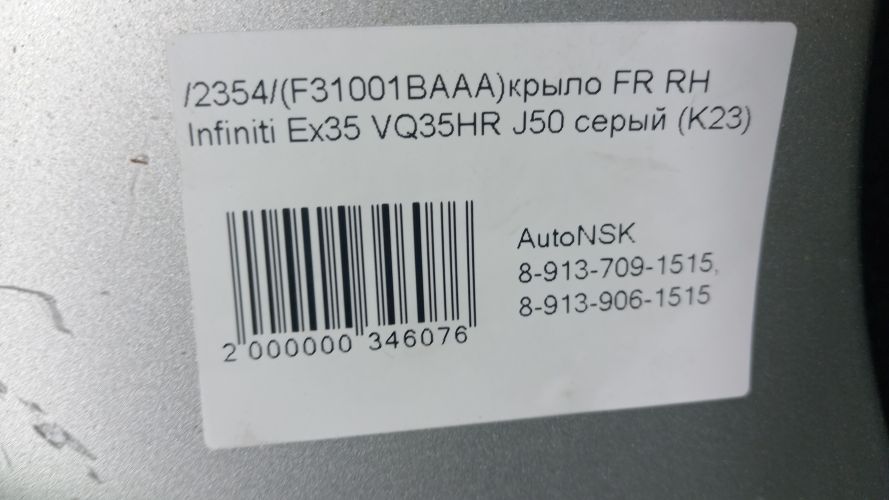 /2354/(F31001BAAA)крыло FR RH
Infiniti Ex35 VQ35HR J50 серый (K23)
AutoNSK
8-913-709-1515,
8-913-906-1515
2 000000 346076